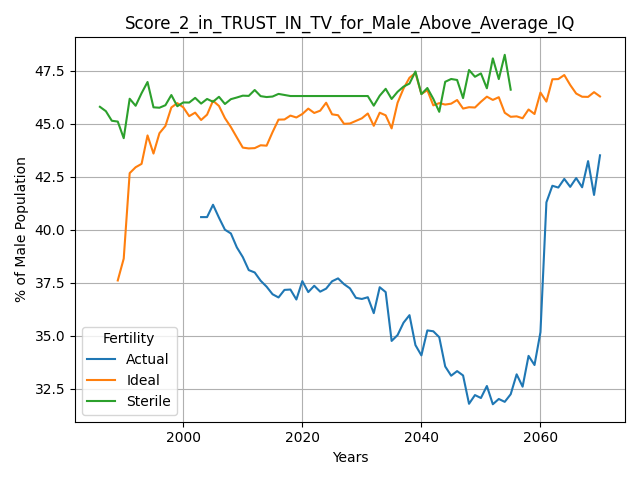 Score_2_in_TRUST_IN_TV_for_Male_Above_Average_IQ
% of Male Population
47.5
45.0
42.5
40.0
37.5
35.0
32.5
Fertility
Actual
Ideal
Sterile
2000
2020
2040
2060
Years